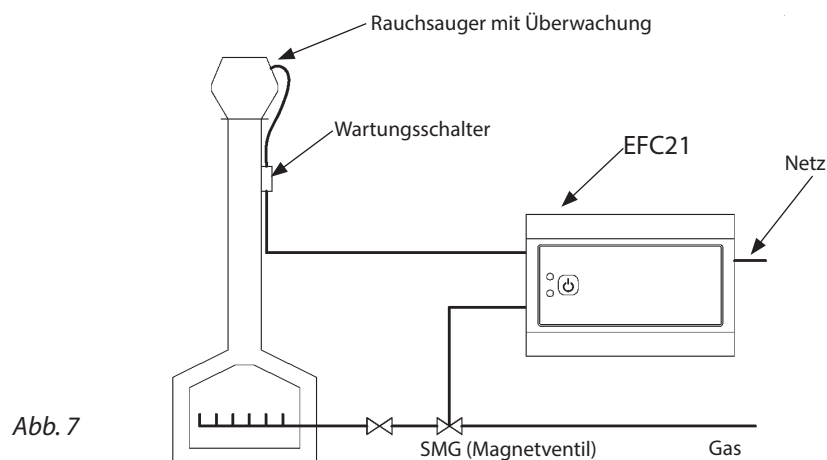 Rauchsauger mit Überwachung
Wartungsschalter
EFC21
Netz
Abb. 7
SMG (Magnetventil)
Gas